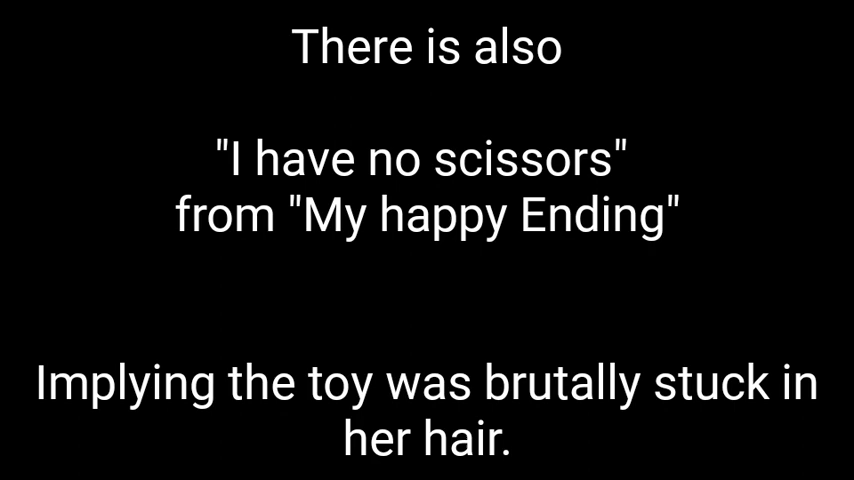 There is also
"I have no scissors"
from "My happy Ending"
Implying the toy was brutally stuck in
her hair.